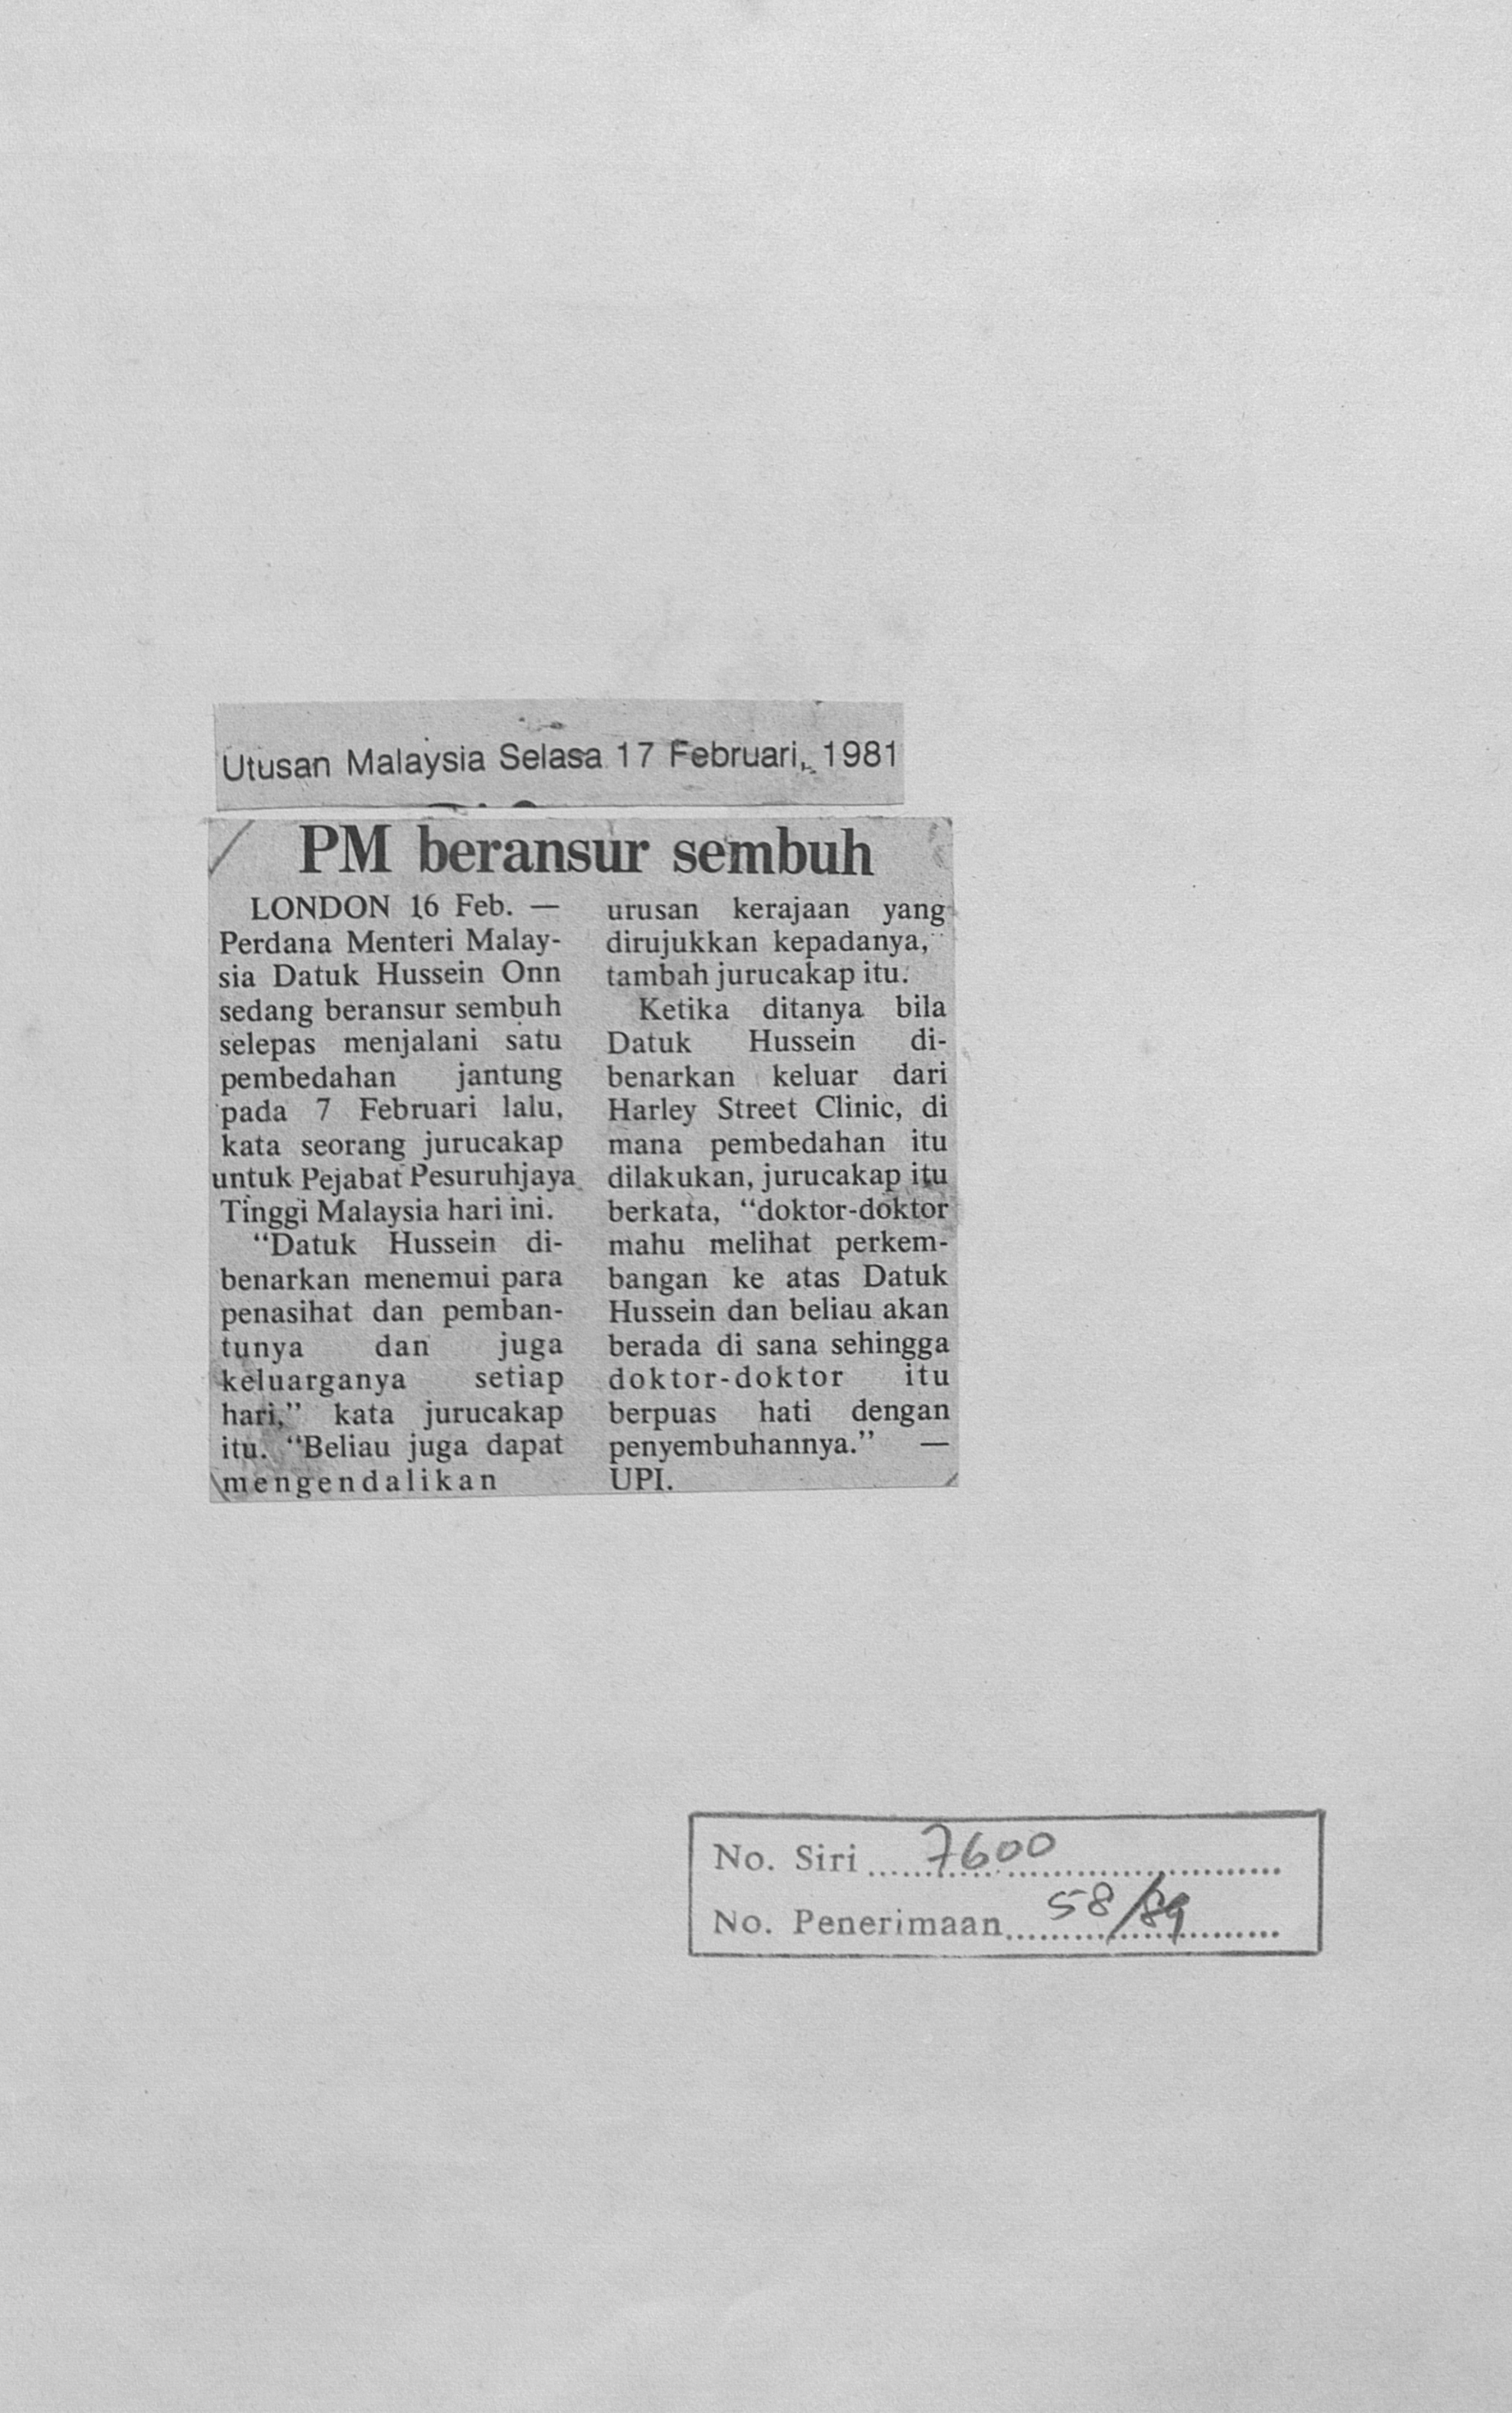 Utusan Malaysia Selasa 17 Februari, 1981
PM beransur sembuh
LONDON 16 Feb. —
Perdana Menteri Malay-
sia Datuk Hussein Onn
sedang beransur sembuh
selepas menjalani satu
pembedahan jantung
pada 7 Februari lalu,
kata seorang jurucakap
untuk Pejabat Pesuruhjaya
Tinggi Malaysia hari ini.
“Datuk Hussein di-
benarkan menemui para
penasihat dan pemban-
tunya dan juga
keluarganya setiap
hari,” kata jurucakap
itu. “Beliau juga dapat
mengendalikan
urusan kerajaan yang
dirujukkan kepadanya,”
tambah jurucakap itu.
Ketika ditanya bila
Datuk Hussein di-
benarkan keluar dari
Harley Street Clinic, di
mana pembedahan itu
dilakukan, jurucakap itu
berkata, “doktor-doktor
mahu melihat perkem-
bangan ke atas Datuk
Hussein dan beliau akan
berada di sana sehingga
doktor-doktor itu
berpuas hati dengan
penyembuhannya.” —
UPI.
No. Siri 7600
No. Penerimaan 58/89